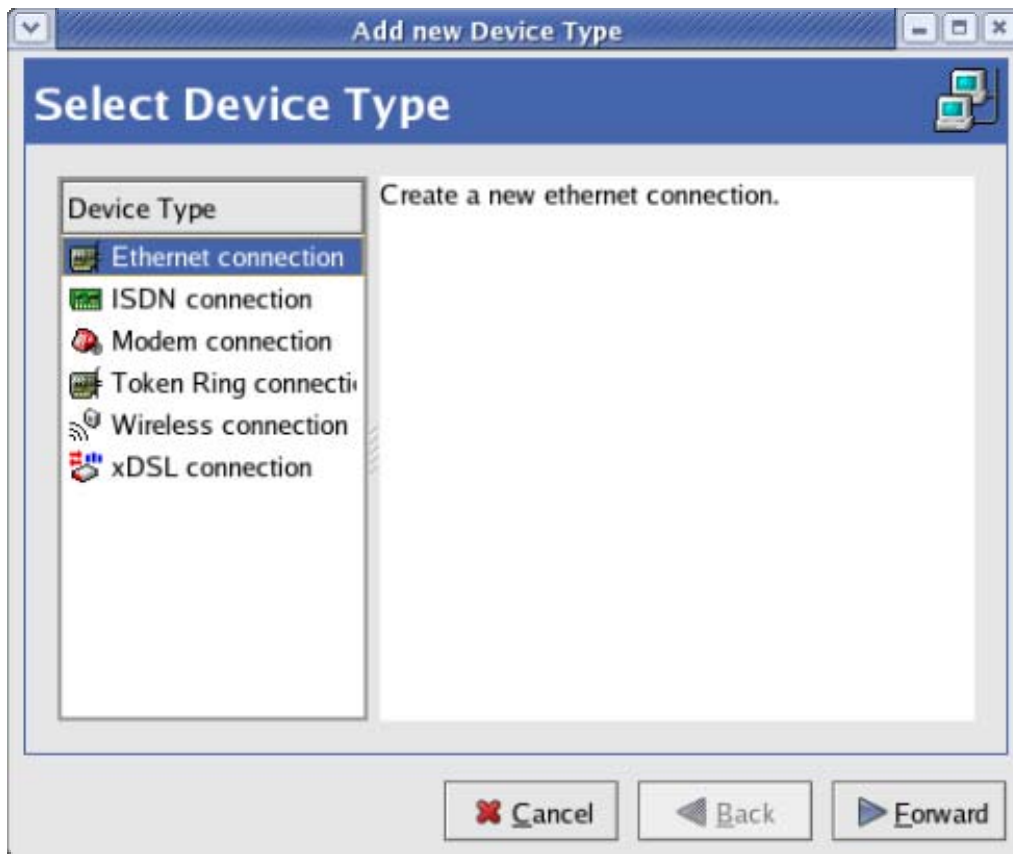 Add new Device Type
Select Device Type
Device Type
Ethernet connection
ISDN connection
Modem connection
Token Ring connecti
Wireless connection
xDSL connection
Create a new ethernet connection.
Cancel
Back
Forward